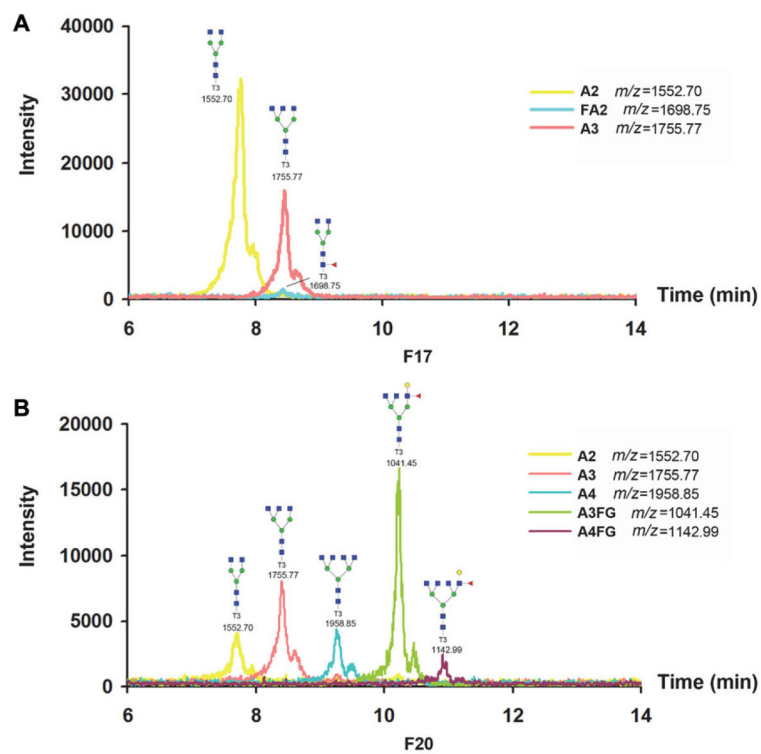 A
40000
30000
20000
10000
0
Intensity
T3
1552.70
T3
1755.77
T3
1698.75
A2 m/z=1552.70
FA2 m/z=1698.75
A3 m/z=1755.77
6 8 10 12 14
Time (min)
F17
B
20000
15000
10000
5000
0
Intensity
T3
1041.45
T3
1755.77
T3
1552.70
T3
1958.85
T3
1142.99
A2 m/z=1552.70
A3 m/z=1755.77
A4 m/z=1958.85
A3FG m/z=1041.45
A4FG m/z=1142.99
6 8 10 12 14
Time (min)
F20